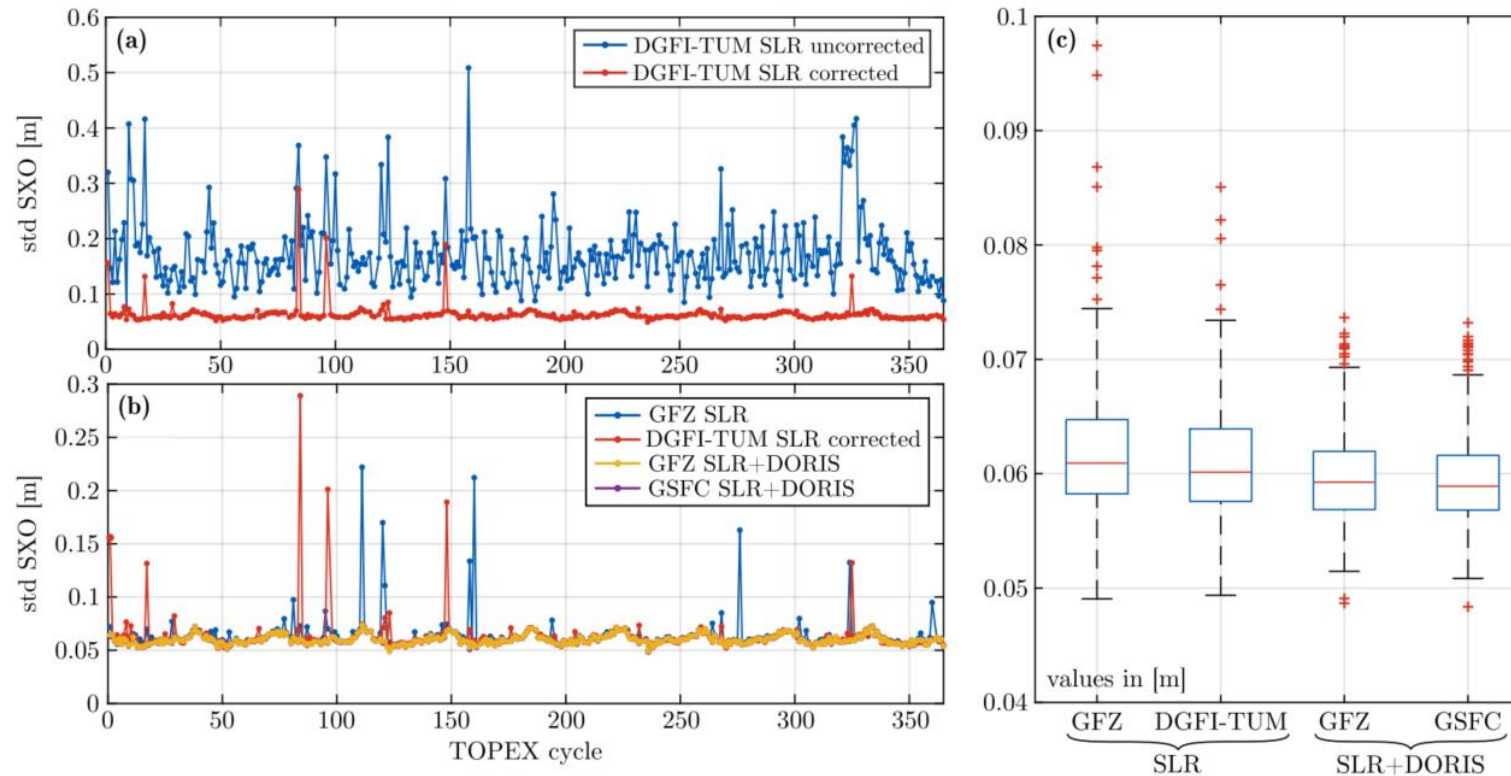 (a)
DGFI-TUM SLR uncorrected
DGFI-TUM SLR corrected
std SXO [m]
0.6
0.5
0.4
0.3
0.2
0.1
0
0 50 100 150 200 250 300 350
(b)
GFZ SLR
DGFI-TUM SLR corrected
GFZ SLR+DORIS
GSFC SLR+DORIS
std SXO [m]
0.3
0.25
0.2
0.15
0.1
0.05
0
0 50 100 150 200 250 300 350
TOPEX cycle
(c)
0.1
0.09
0.08
0.07
0.06
0.05
0.04
values in [m]
GFZ DGFI-TUM GFZ GSFC
SLR SLR+DORIS